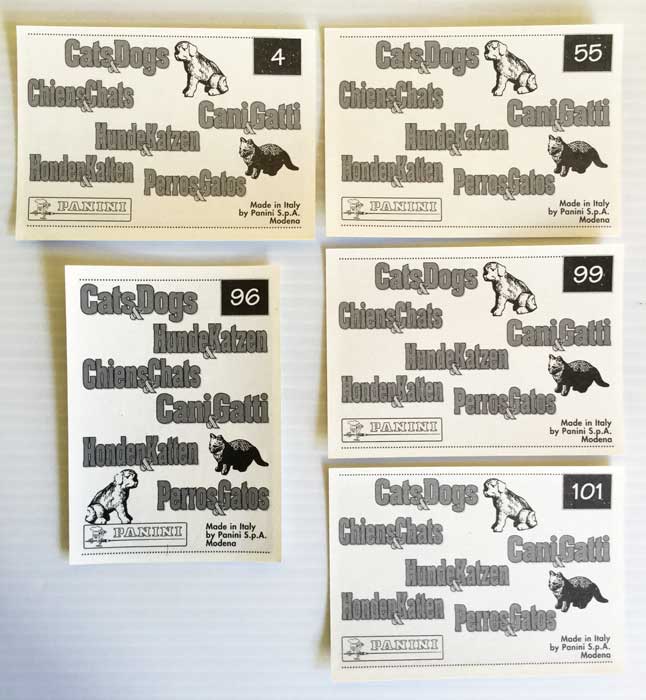 Cats&Dogs
4
Chiens&Chats
Cani&Gatti
Hunde&Katzen
Honden&Katten
Perros&Gatos
PANINI
Made in Italy
by Panini S.p.A.
Modena
Cats&Dogs
55
Chiens&Chats
Cani&Gatti
Hunde&Katzen
Honden&Katten
Perros&Gatos
PANINI
Made in Italy
by Panini S.p.A.
Modena
Cats&Dogs
96
Hunde&Katzen
Chiens&Chats
Cani&Gatti
Honden&Katten
Perros&Gatos
PANINI
Made in Italy
by Panini S.p.A.
Modena
Cats&Dogs
99
Chiens&Chats
Cani&Gatti
Hunde&Katzen
Honden&Katten
Perros&Gatos
PANINI
Made in Italy
by Panini S.p.A.
Modena
Cats&Dogs
101
Chiens&Chats
Cani&Gatti
Hunde&Katzen
Honden&Katten
Perros&Gatos
PANINI
Made in Italy
by Panini S.p.A.
Modena